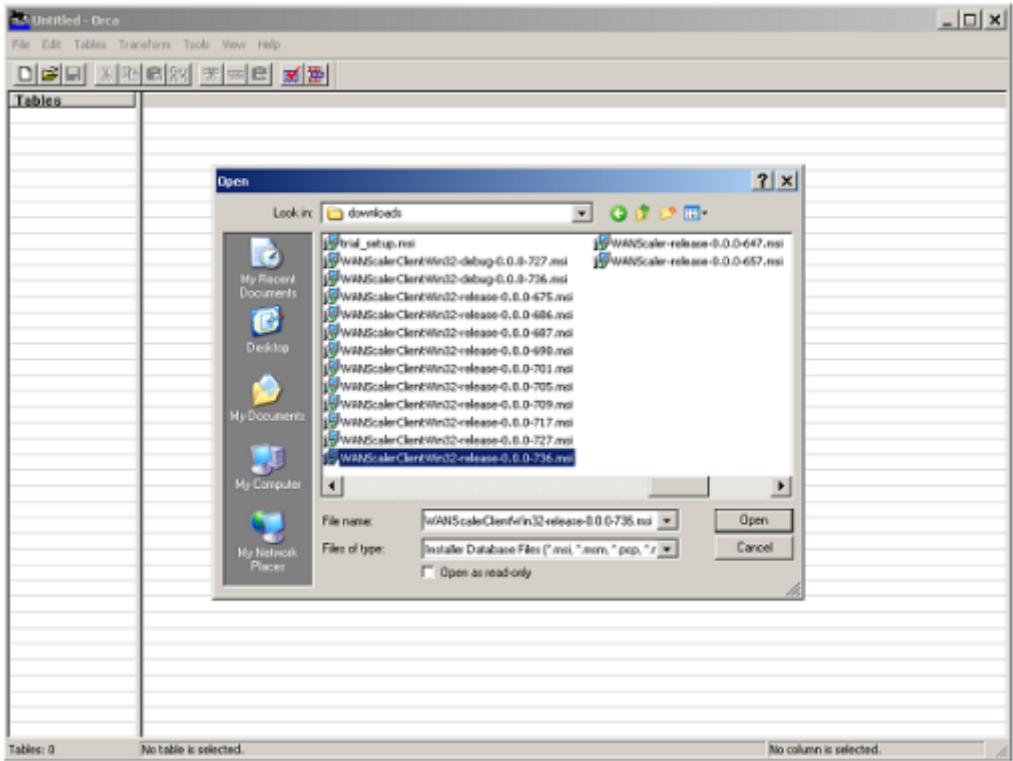 Untitled - Orca
File Edit Tables Transform Tools View Help
Tables
Open
Look in: downloads
trial_setup.msi
WANScalerClientWin32-debug-0.0.0-727.msi
WANScalerClientWin32-debug-0.0.0-736.msi
WANScalerClientWin32-release-0.0.0-675.msi
WANScalerClientWin32-release-0.0.0-686.msi
WANScalerClientWin32-release-0.0.0-687.msi
WANScalerClientWin32-release-0.0.0-698.msi
WANScalerClientWin32-release-0.0.0-701.msi
WANScalerClientWin32-release-0.0.0-705.msi
WANScalerClientWin32-release-0.0.0-709.msi
WANScalerClientWin32-release-0.0.0-717.msi
WANScalerClientWin32-release-0.0.0-727.msi
WANScalerClientWin32-release-0.0.0-736.msi
WANScaler-release-0.0.0-647.msi
WANScaler-release-0.0.0-657.msi
My Recent
Documents
Desktop
My Documents
My Computer
My Network
Places
File name: WANScalerClientWin32-release-0.0.0-736.msi Open
Files of type: Installer Database Files (*.msi, *.msm, *.pcp, *.r Cancel
Open as read-only
Tables: 0 No table is selected. No column is selected.